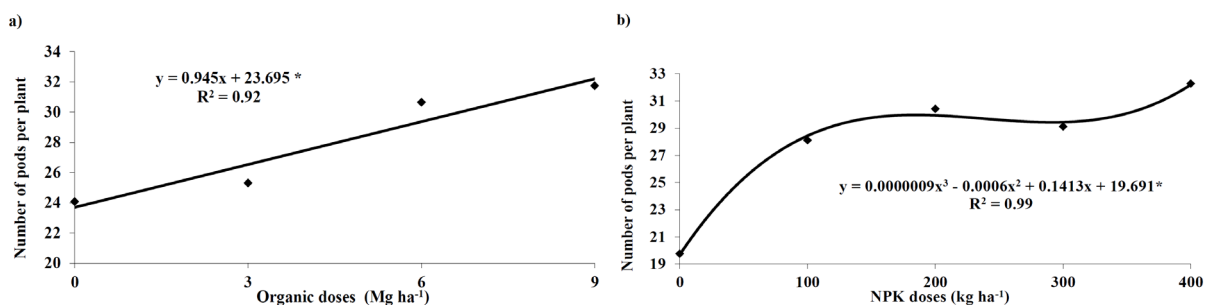 a)
Number of pods per plant
34
32
30
28
26
24
22
20
y = 0.945x + 23.695 *
R² = 0.92
0 3 6 9
Organic doses (Mg ha⁻¹)
b)
Number of pods per plant
33
31
29
27
25
23
21
19
y = 0.0000009x³ - 0.0006x² + 0.1413x + 19.691*
R² = 0.99
0 100 200 300 400
NPK doses (kg ha⁻¹)